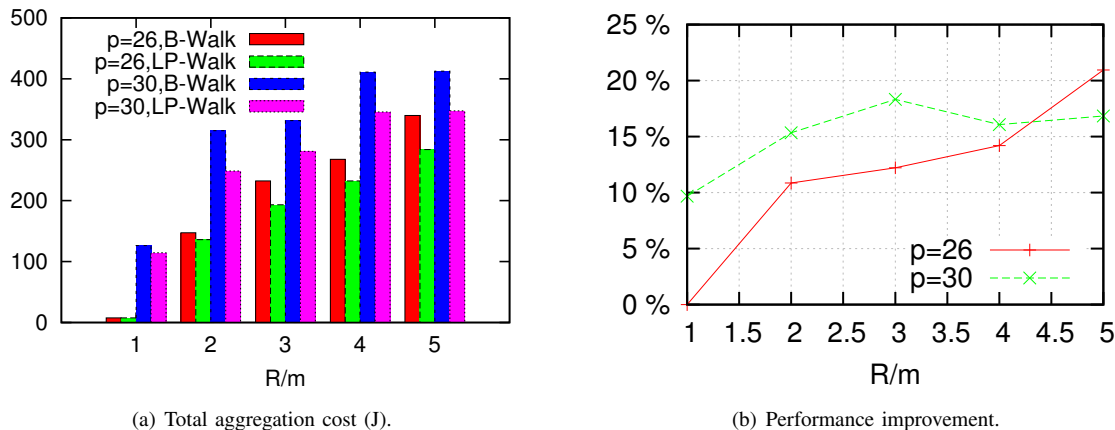 500
400
300
200
100
0
p=26,B-Walk
p=26,LP-Walk
p=30,B-Walk
p=30,LP-Walk
1 2 3 4 5
R/m
(a) Total aggregation cost (J).
25 %
20 %
15 %
10 %
5 %
0 %
p=26
p=30
1 1.5 2 2.5 3 3.5 4 4.5 5
R/m
(b) Performance improvement.